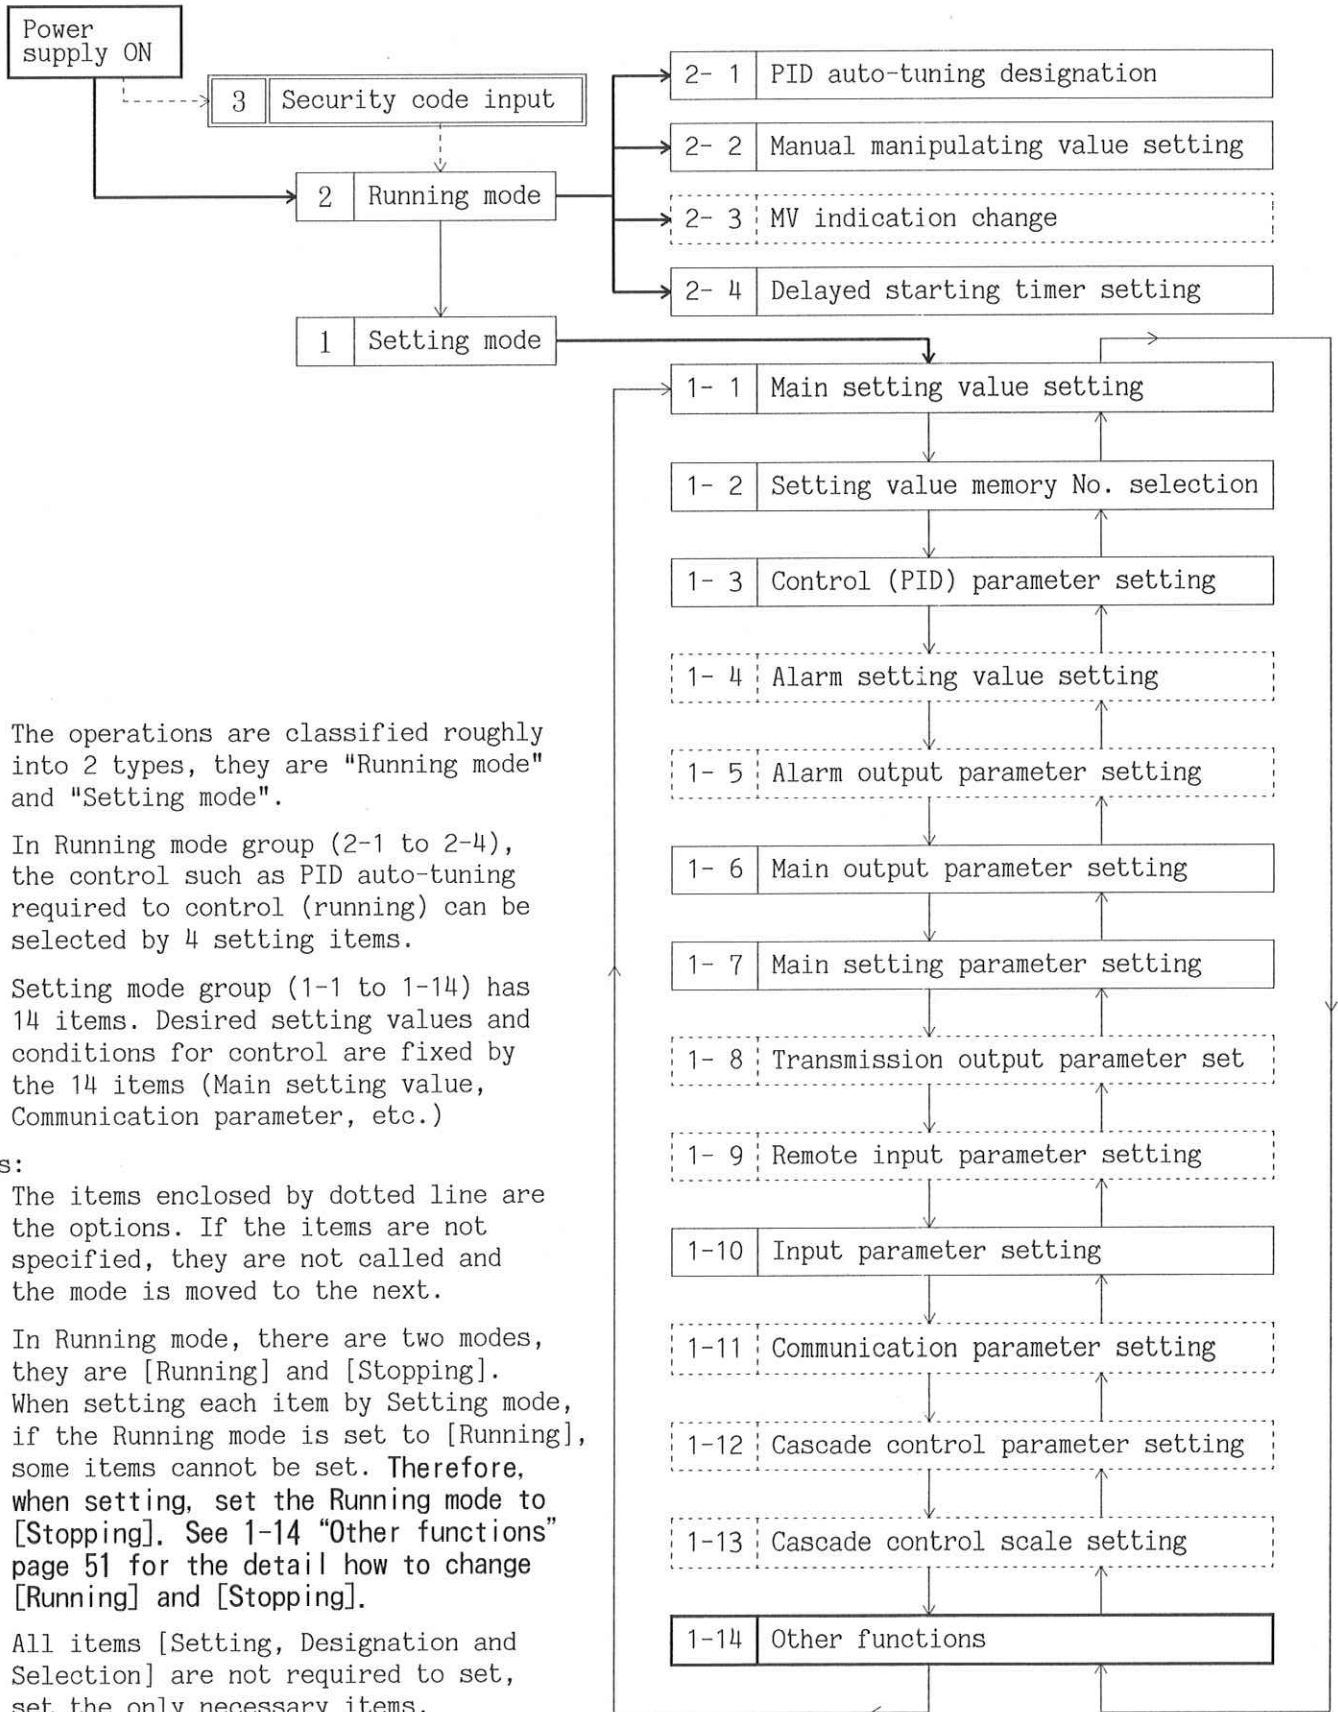 Power
supply ON
3 Security code input
2 Running mode
1 Setting mode
2- 1 PID auto-tuning designation
2- 2 Manual manipulating value setting
2- 3 MV indication change
2- 4 Delayed starting timer setting
1- 1 Main setting value setting
1- 2 Setting value memory No. selection
1- 3 Control (PID) parameter setting
1- 4 Alarm setting value setting
1- 5 Alarm output parameter setting
1- 6 Main output parameter setting
1- 7 Main setting parameter setting
1- 8 Transmission output parameter set
1- 9 Remote input parameter setting
1-10 Input parameter setting
1-11 Communication parameter setting
1-12 Cascade control parameter setting
1-13 Cascade control scale setting
1-14 Other functions
The operations are classified roughly
into 2 types, they are "Running mode"
and "Setting mode".
In Running mode group (2-1 to 2-4),
the control such as PID auto-tuning
required to control (running) can be
selected by 4 setting items.
Setting mode group (1-1 to 1-14) has
14 items. Desired setting values and
conditions for control are fixed by
the 14 items (Main setting value,
Communication parameter, etc.)
s:
The items enclosed by dotted line are
the options. If the items are not
specified, they are not called and
the mode is moved to the next.
In Running mode, there are two modes,
they are [Running] and [Stopping].
When setting each item by Setting mode,
if the Running mode is set to [Running],
some items cannot be set. Therefore,
when setting, set the Running mode to
[Stopping]. See 1-14 “Other functions”
page 51 for the detail how to change
[Running] and [Stopping].
All items [Setting, Designation and
Selection] are not required to set,
set the only necessary items.